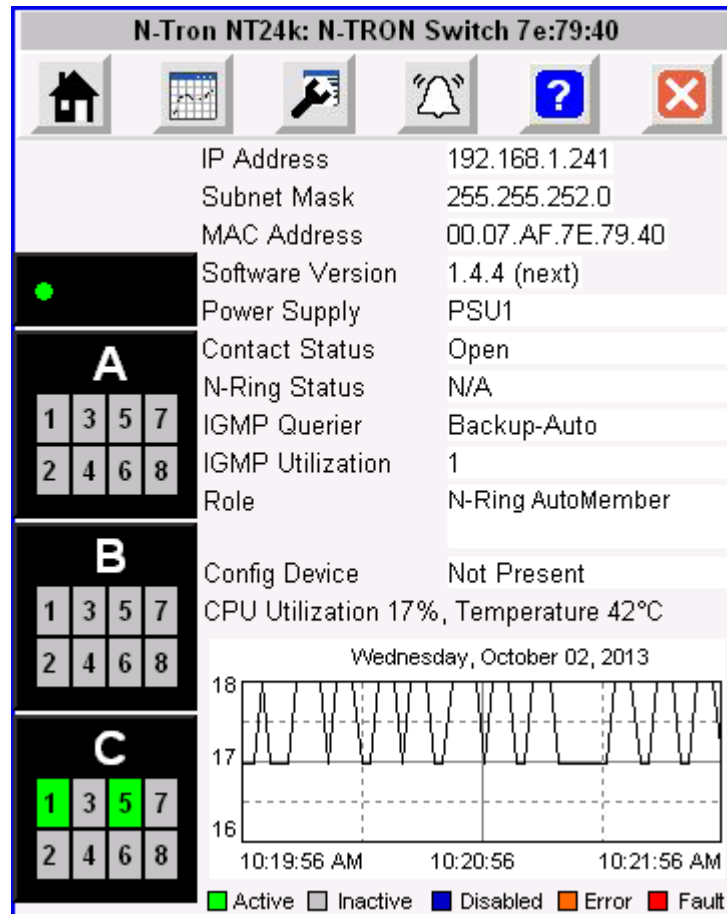 N-Tron NT24k: N-TRON Switch 7e:79:40
?
IP Address 192.168.1.241
Subnet Mask 255.255.252.0
MAC Address 00.07.AF.7E.79.40
Software Version 1.4.4 (next)
Power Supply PSU1
Contact Status Open
N-Ring Status N/A
IGMP Querier Backup-Auto
IGMP Utilization 1
Role N-Ring AutoMember
Config Device Not Present
CPU Utilization 17%, Temperature 42°C
A
1 3 5 7
2 4 6 8
B
1 3 5 7
2 4 6 8
C
1 3 5 7
2 4 6 8
Wednesday, October 02, 2013
18
17
16
10:19:56 AM 10:20:56 10:21:56 AM
Active Inactive Disabled Error Fault